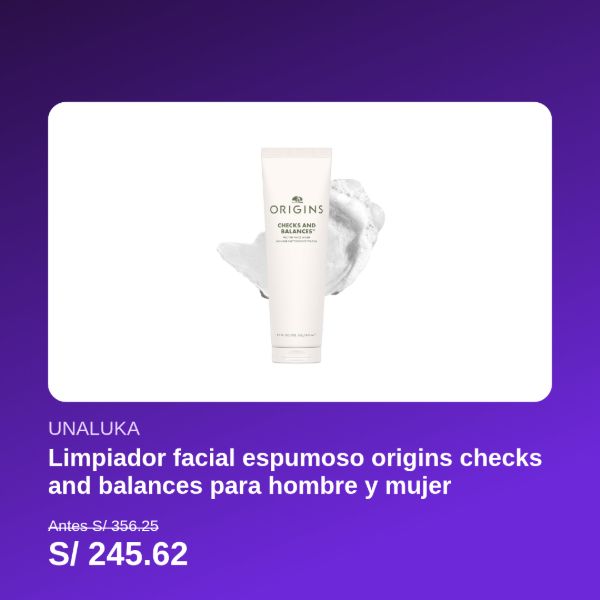 ORIGINS
CHECKS AND
BALANCES™
UNALUKA
Limpiador facial espumoso origins checks
and balances para hombre y mujer
Antes S/ 356.25
S/ 245.62